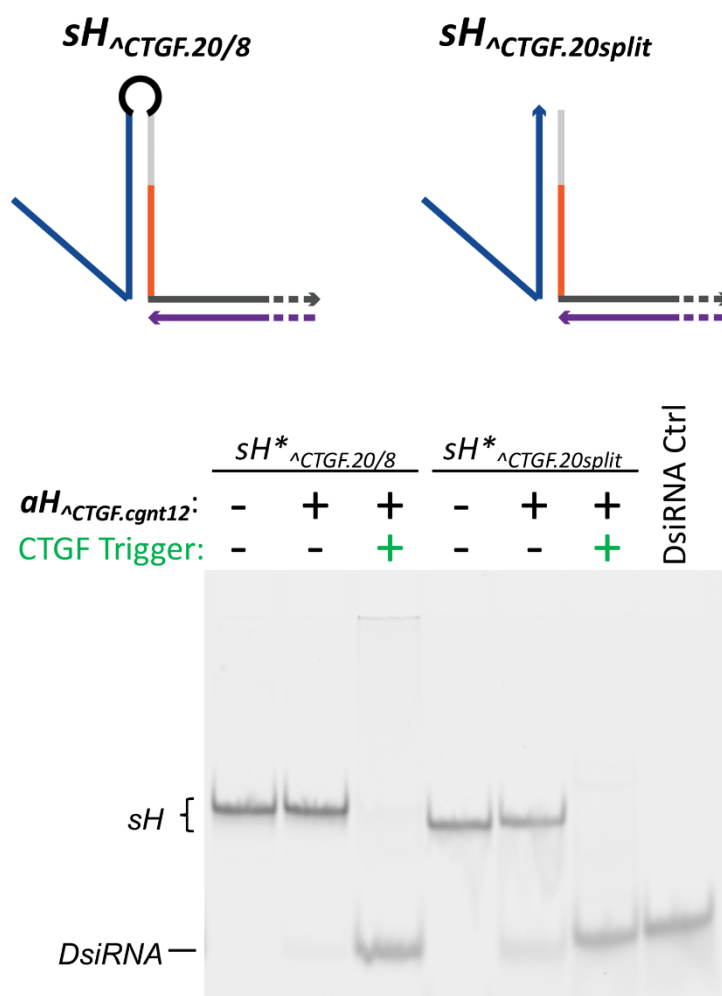 sH^CTGF.20/8 sH^CTGF.20split
sH*^CTGF.20/8 sH*^CTGF.20split DsiRNA Ctrl
aH^CTGF.cgnt12: - + + - + +
CTGF Trigger: - - + - - +
sH {
DsiRNA